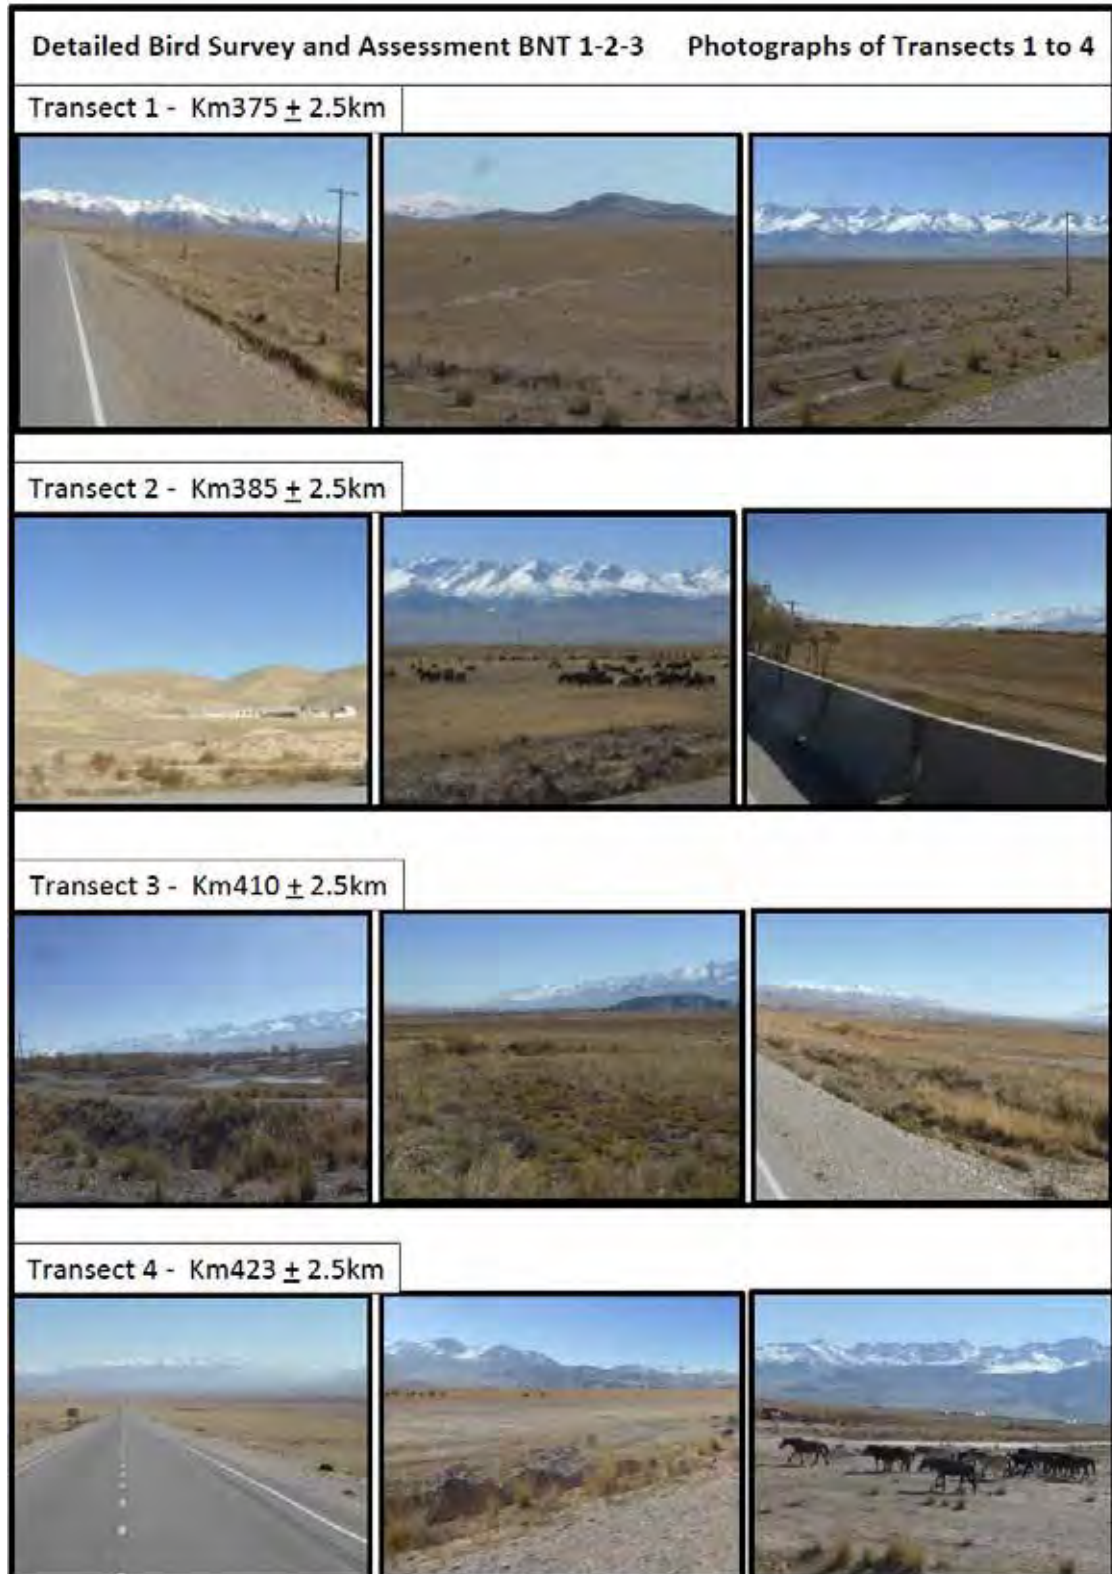 Detailed Bird Survey and Assessment BNT 1-2-3 Photographs of Transects 1 to 4
Transect 1 - Km375 ± 2.5km
Transect 2 - Km385 ± 2.5km
Transect 3 - Km410 ± 2.5km
Transect 4 - Km423 ± 2.5km